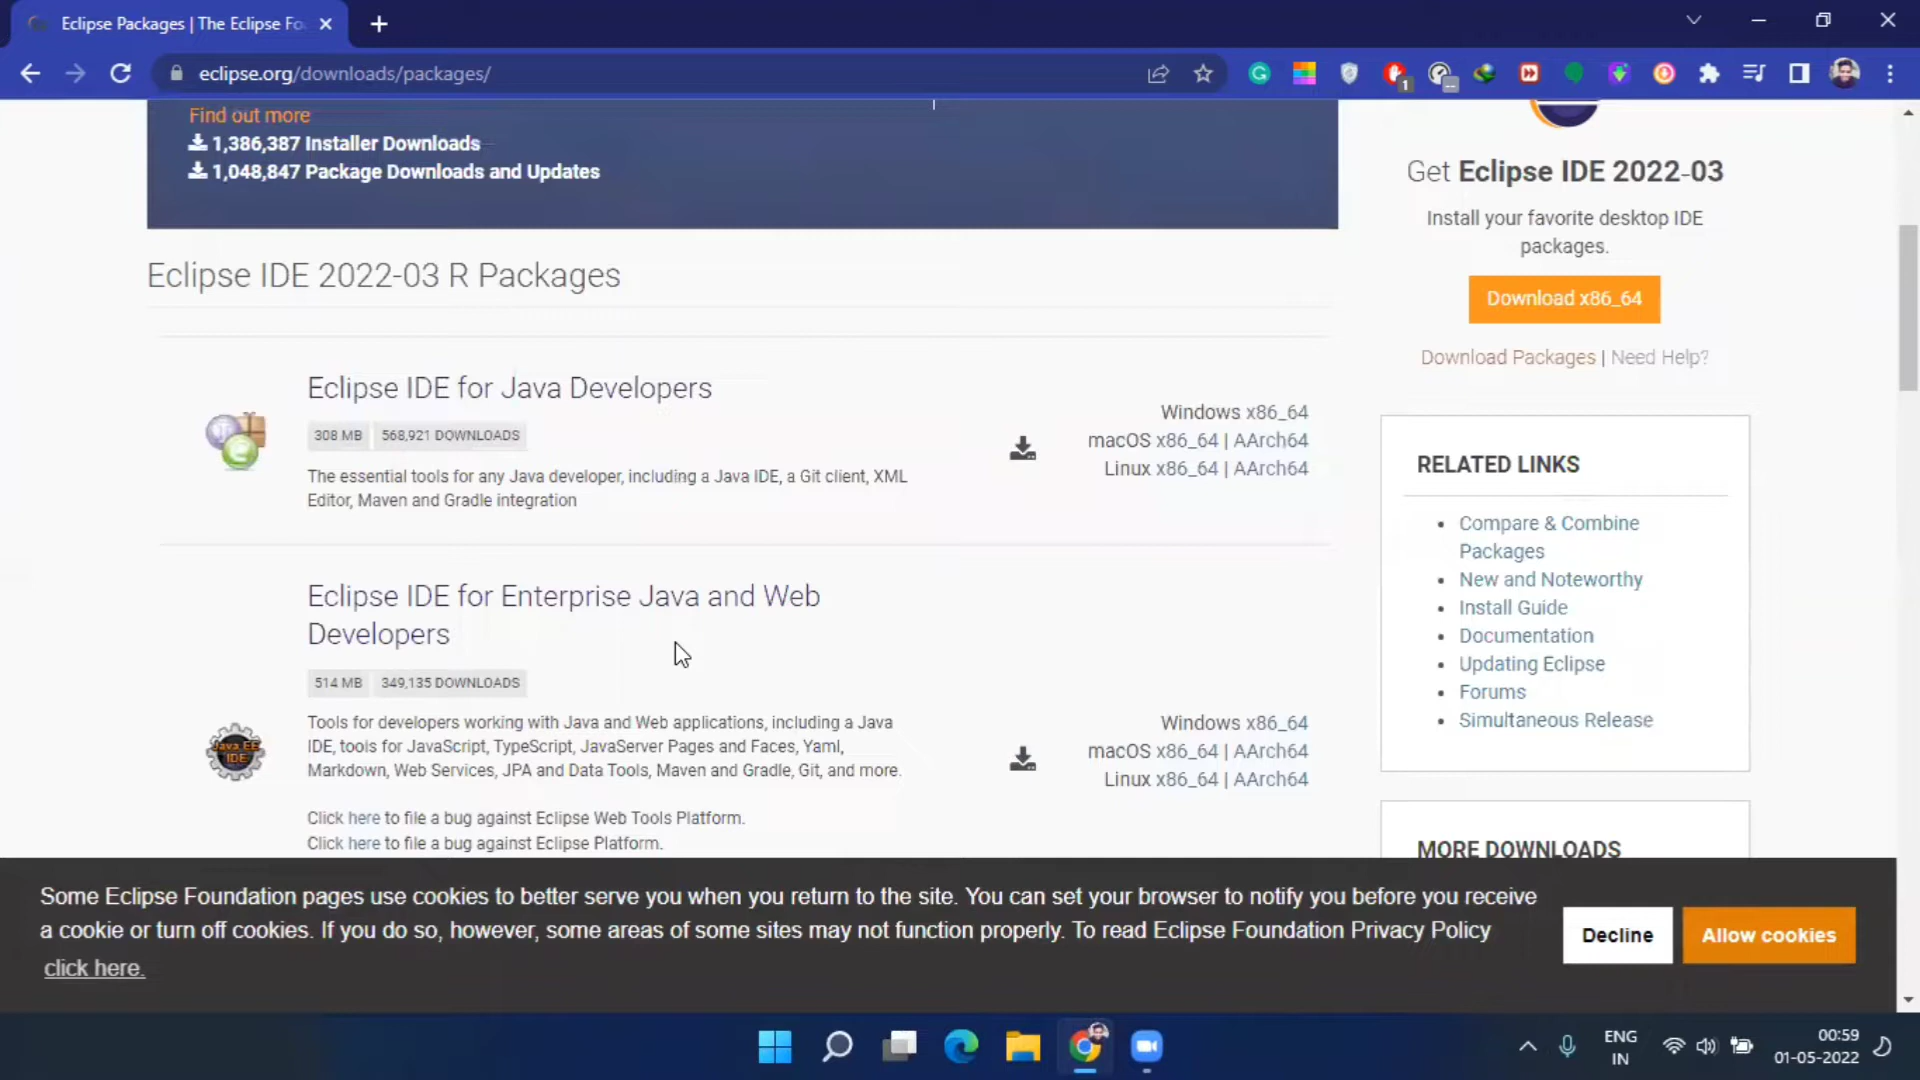 Eclipse Packages | The Eclipse Fo
eclipse.org/downloads/packages/
1
Find out more
1,386,387 Installer Downloads
1,048,847 Package Downloads and Updates
Eclipse IDE 2022-03 R Packages
Eclipse IDE for Java Developers
308 MB 568,921 DOWNLOADS
The essential tools for any Java developer, including a Java IDE, a Git client, XML
Editor, Maven and Gradle integration
Windows x86_64
macOS x86_64 | AArch64
Linux x86_64 | AArch64
Eclipse IDE for Enterprise Java and Web
Developers
514 MB 349,135 DOWNLOADS
Java EE
IDE
Tools for developers working with Java and Web applications, including a Java
IDE, tools for JavaScript, TypeScript, JavaServer Pages and Faces, Yaml,
Markdown, Web Services, JPA and Data Tools, Maven and Gradle, Git, and more.
Click here to file a bug against Eclipse Web Tools Platform.
Click here to file a bug against Eclipse Platform.
Windows x86_64
macOS x86_64 | AArch64
Linux x86_64 | AArch64
Get Eclipse IDE 2022-03
Install your favorite desktop IDE
packages.
Download x86_64
Download Packages | Need Help?
RELATED LINKS
Compare & Combine
Packages
New and Noteworthy
Install Guide
Documentation
Updating Eclipse
Forums
Simultaneous Release
MORE DOWNLOADS
Some Eclipse Foundation pages use cookies to better serve you when you return to the site. You can set your browser to notify you before you receive
a cookie or turn off cookies. If you do so, however, some areas of some sites may not function properly. To read Eclipse Foundation Privacy Policy
click here.
Decline
Allow cookies
ENG
IN
00:59
01-05-2022